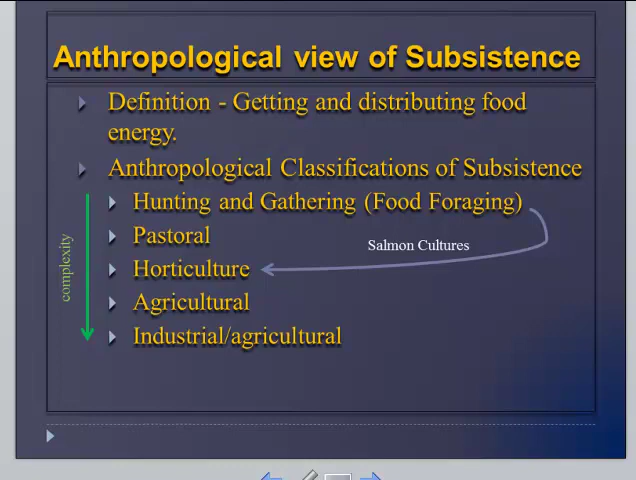 Anthropological view of Subsistence
Definition - Getting and distributing food
energy.
Anthropological Classifications of Subsistence
Hunting and Gathering (Food Foraging)
Pastoral
Salmon Cultures
Horticulture
Agricultural
Industrial/agricultural
complexity